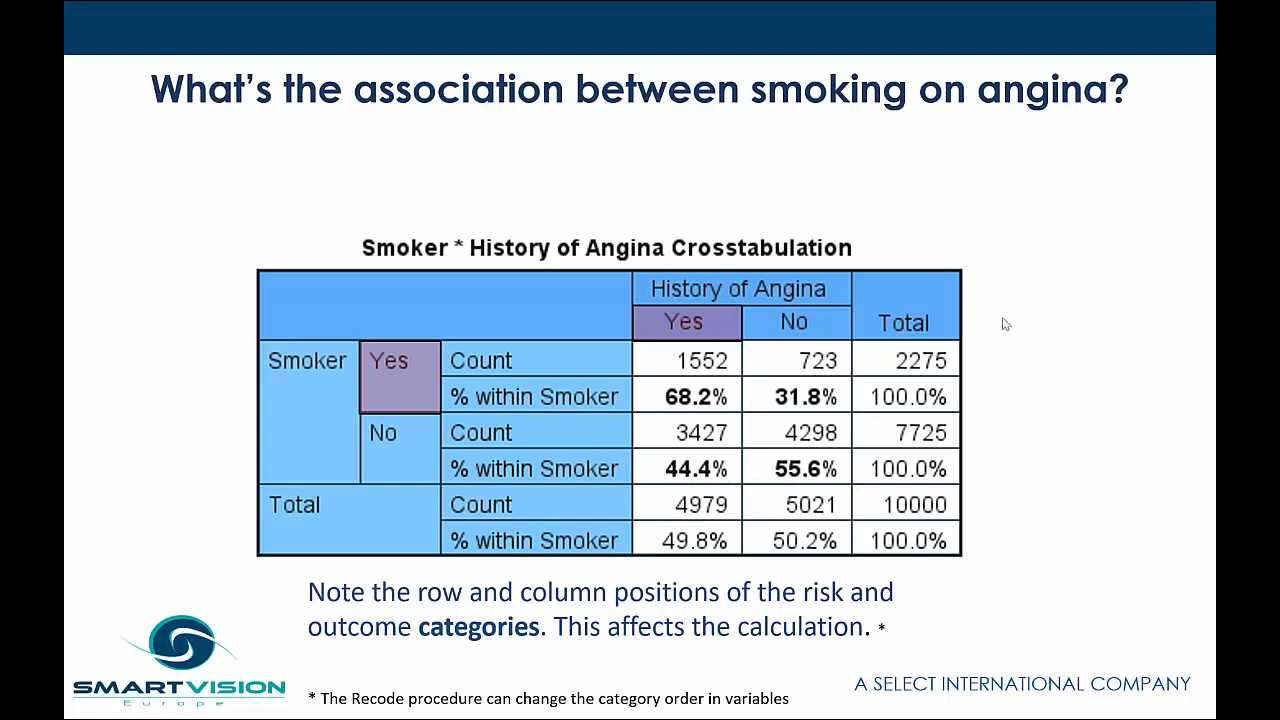 What's the association between smoking on angina?
Smoker * History of Angina Crosstabulation
History of Angina
Yes No Total
Smoker Yes Count 1552 723 2275
% within Smoker 68.2% 31.8% 100.0%
No Count 3427 4298 7725
% within Smoker 44.4% 55.6% 100.0%
Total Count 4979 5021 10000
% within Smoker 49.8% 50.2% 100.0%
Note the row and column positions of the risk and
outcome categories. This affects the calculation. *
SMARTVISION
Europe
* The Recode procedure can change the category order in variables
A SELECT INTERNATIONAL COMPANY